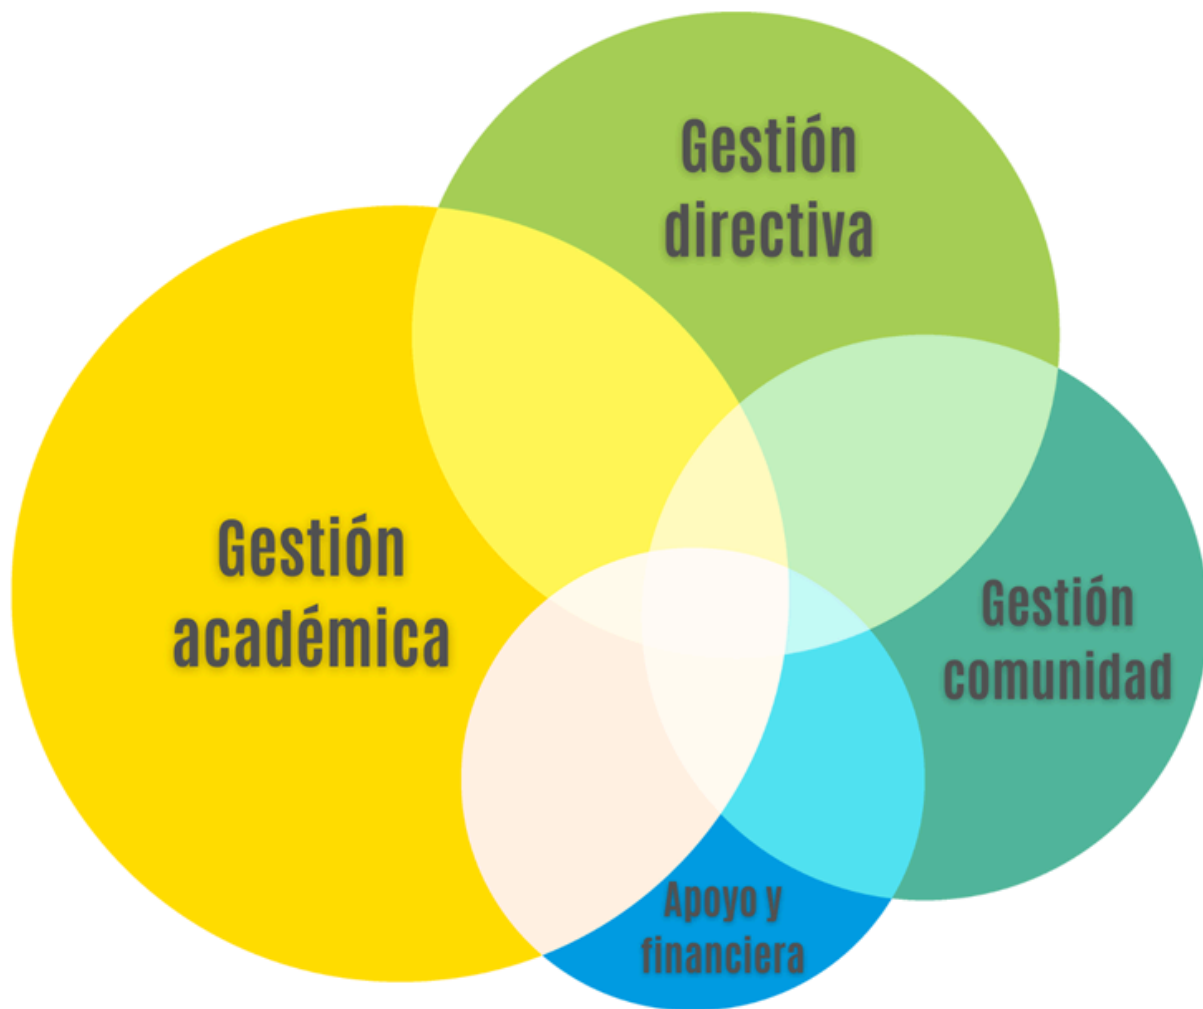 Gestión
directiva
Gestión
académica
Gestión
comunidad
Apoyo y
financiera